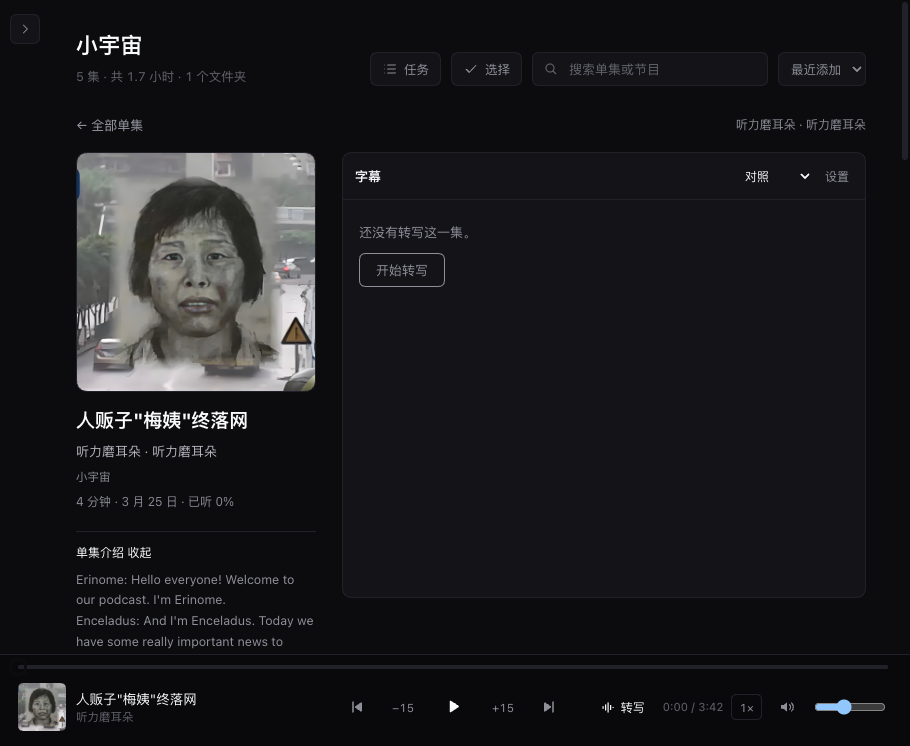 小宇宙
5 集 · 共 1.7 小时 · 1 个文件夹
任务
选择
搜索单集或节目
最近添加
← 全部单集
听力磨耳朵 · 听力磨耳朵
字幕
对照
设置
还没有转写这一集。
开始转写
人贩子"梅姨"终落网
听力磨耳朵 · 听力磨耳朵
小宇宙
4 分钟 · 3 月 25 日 · 已听 0%
单集介绍 收起
Erinome: Hello everyone! Welcome to
our podcast. I'm Erinome.
Enceladus: And I'm Enceladus. Today we
have some really important news to
人贩子"梅姨"终落网
听力磨耳朵
−15
+15
转写
0:00 / 3:42
1×